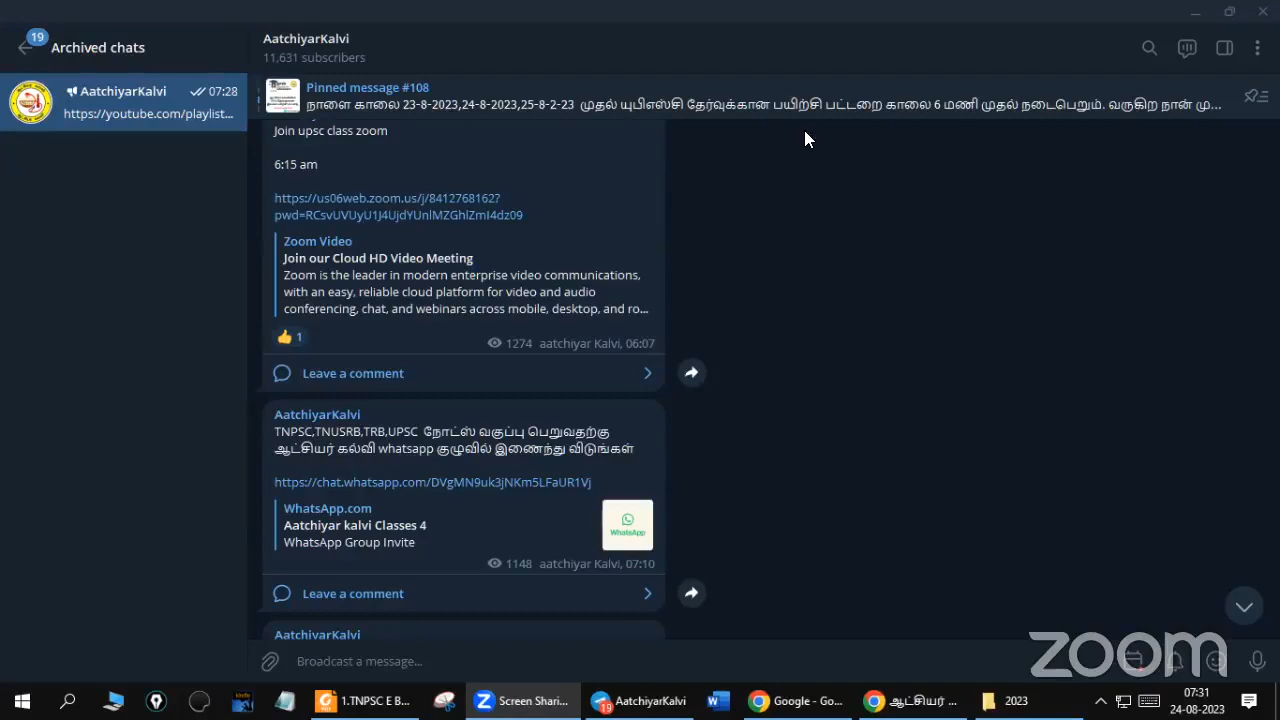 19
Archived chats
AatchiyarKalvi
07:28
https://youtube.com/playlist...
AatchiyarKalvi
11,631 subscribers
Pinned message #108
நாளை காலை 23-8-2023,24-8-2023,25-8-2-23 முதல் யுபிஎஸ்சி தேர்வுக்கான பயிற்சி பட்டறை காலை 6 மணி முதல் நடைபெறும். வருகிற நான் மு...
Join upsc class zoom
6:15 am
https://us06web.zoom.us/j/8412768162?
pwd=RCsvUVUyU1J4UjdYUnlMZGhlZmI4dz09
Zoom Video
Join our Cloud HD Video Meeting
Zoom is the leader in modern enterprise video communications,
with an easy, reliable cloud platform for video and audio
conferencing, chat, and webinars across mobile, desktop, and ro...
1
1274 aatchiyar Kalvi, 06:07
Leave a comment
AatchiyarKalvi
TNPSC,TNUSRB,TRB,UPSC நோட்ஸ் வகுப்பு பெறுவதற்கு
ஆட்சியர் கல்வி whatsapp குழுவில் இணைந்து விடுங்கள்
https://chat.whatsapp.com/DVgMN9uk3jNKm5LFaUR1Vj
WhatsApp.com
Aatchiyar kalvi Classes 4
WhatsApp Group Invite
WhatsApp
1148 aatchiyar Kalvi, 07:10
Leave a comment
AatchiyarKalvi
Broadcast a message...
zoom
1.TNPSC E B...
Screen Shari...
19
AatchiyarKalvi
Google - Go...
ஆட்சியர் ...
2023
07:31
24-08-2023